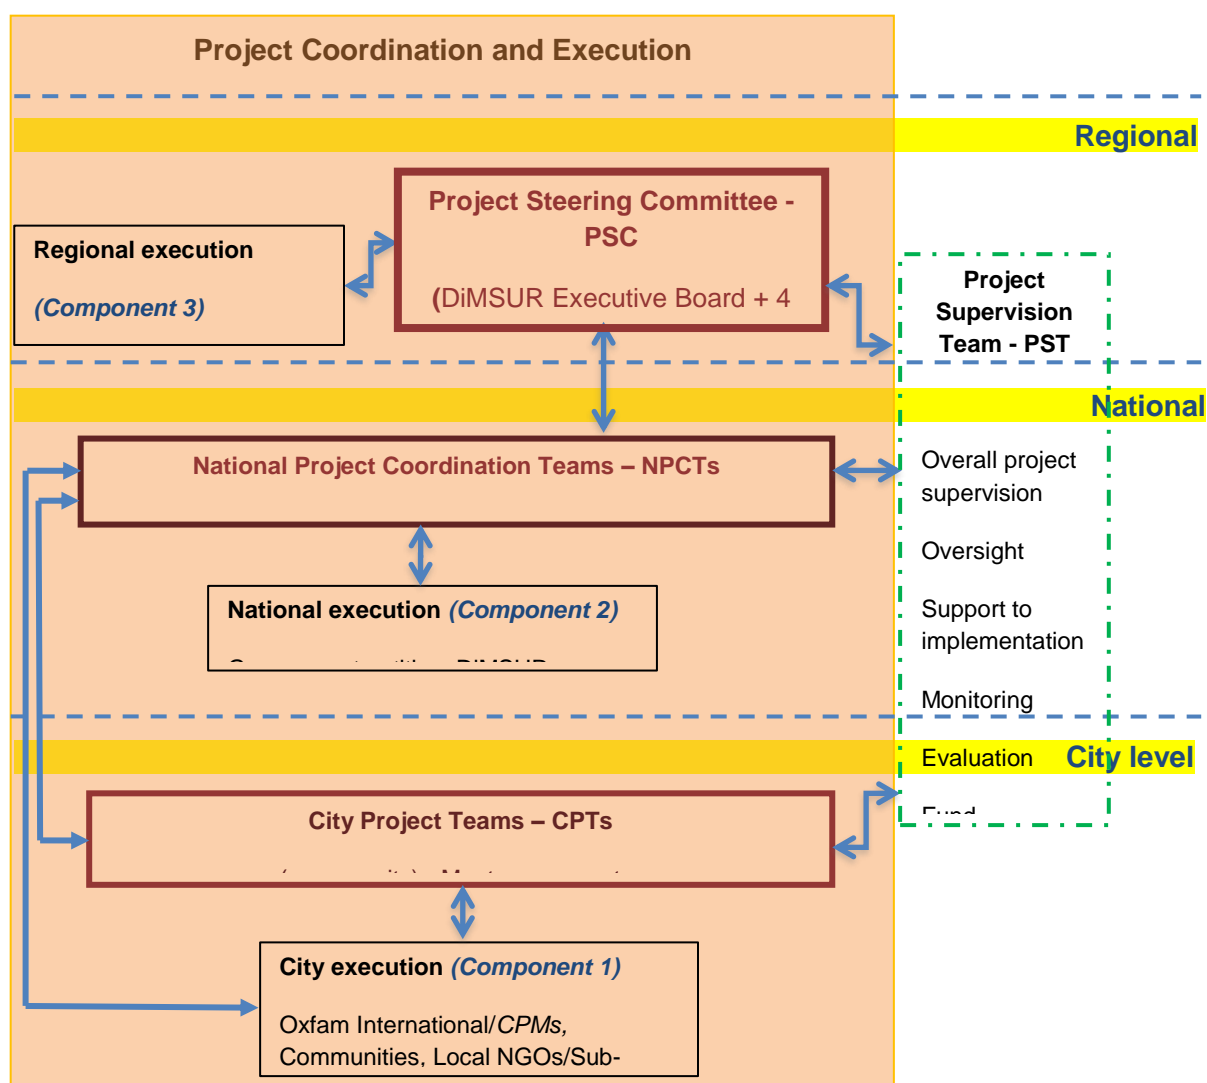 Project Coordination and Execution
Regional
Project Steering Committee -
PSC
(DiMSUR Executive Board + 4
Regional execution
(Component 3)
Project
Supervision
Team - PST
National
National Project Coordination Teams – NPCTs
Overall project
supervision
Oversight
Support to
implementation
Monitoring
Evaluation
National execution (Component 2)
City level
City Project Teams – CPTs
City execution (Component 1)
Oxfam International/CPMs,
Communities, Local NGOs/Sub-